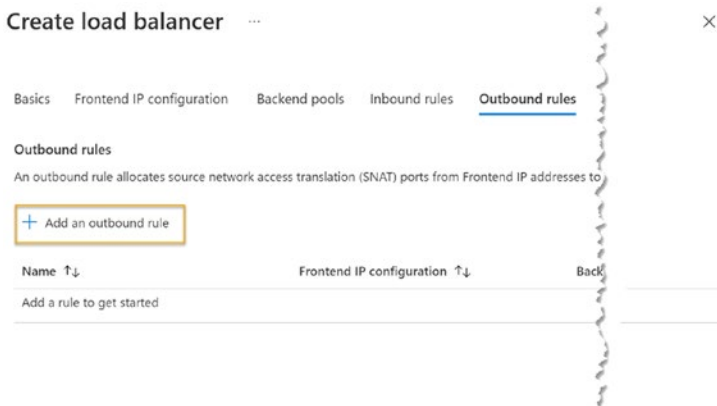 Create load balancer ...
Basics Frontend IP configuration Backend pools Inbound rules Outbound rules
Outbound rules
An outbound rule allocates source network access translation (SNAT) ports from Frontend IP addresses to
+ Add an outbound rule
Name ↑↓ Frontend IP configuration ↑↓ Back
Add a rule to get started